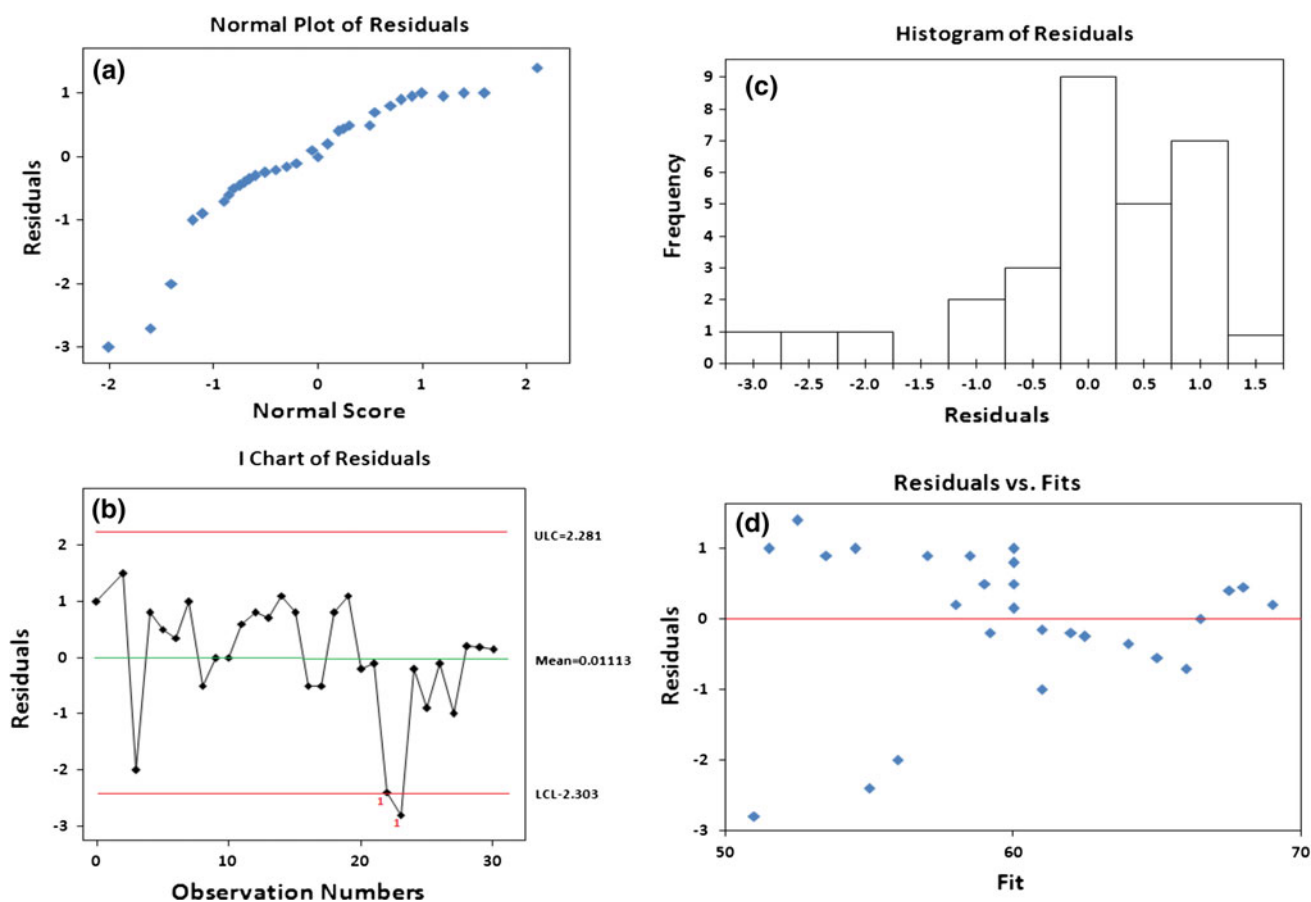 Normal Plot of Residuals
(a)
Residuals
1
0
-1
-2
-3
-2 -1 0 1 2
Normal Score
Histogram of Residuals
(c)
Frequency
9
8
7
6
5
4
3
2
1
0
-3.0 -2.5 -2.0 -1.0 -0.5 0.0 0.5 1.0 1.5
Residuals
I Chart of Residuals
(b)
Residuals
2
1
0
-1
-2
-3
ULC=2.281
Mean=0.01113
LCL-2.303
1
1
0 10 20 30
Observation Numbers
Residuals vs. Fits
(d)
Residuals
1
0
-1
-2
-3
50 60 70
Fit